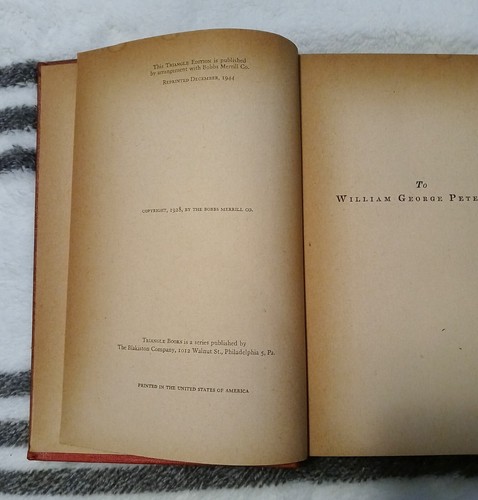 This Triangle Edition is published
by arrangement with Bobbs Merrill Co.
Reprinted December, 1944
COPYRIGHT, 1928, BY THE BOBBS MERRILL CO.
Triangle Books is a series published by
The Blakiston Company, 1012 Walnut St., Philadelphia 5, Pa.
PRINTED IN THE UNITED STATES OF AMERICA
To
William George Pete